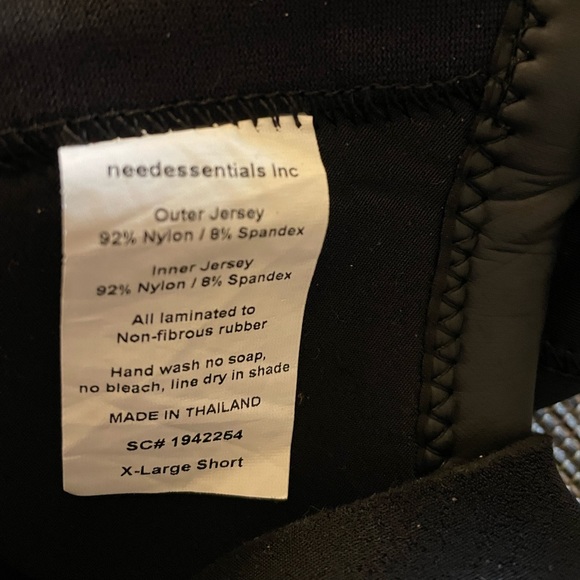 needessentials Inc
Outer Jersey
92% Nylon / 8% Spandex
Inner Jersey
92% Nylon / 8% Spandex
All laminated to
Non-fibrous rubber
Hand wash no soap,
no bleach, line dry in shade
MADE IN THAILAND
SC# 1942254
X-Large Short